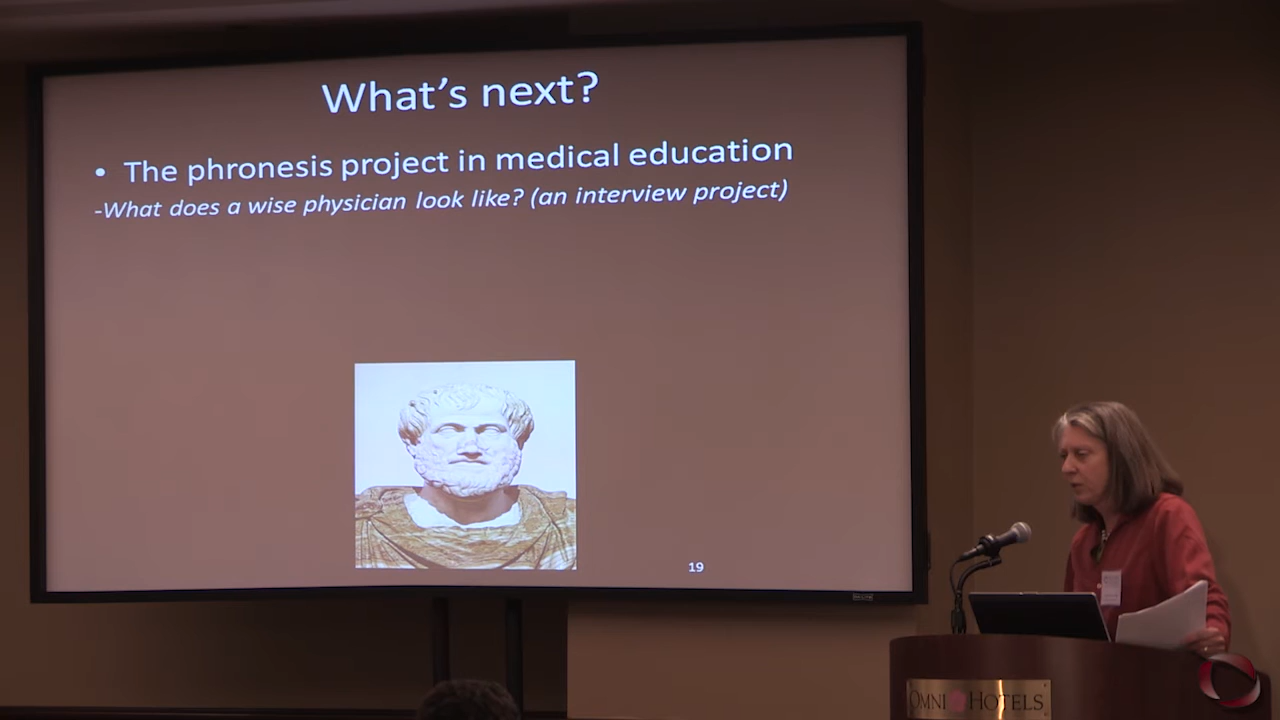 What's next?
• The phronesis project in medical education
-What does a wise physician look like? (an interview project)
19
OMNI HOTELS